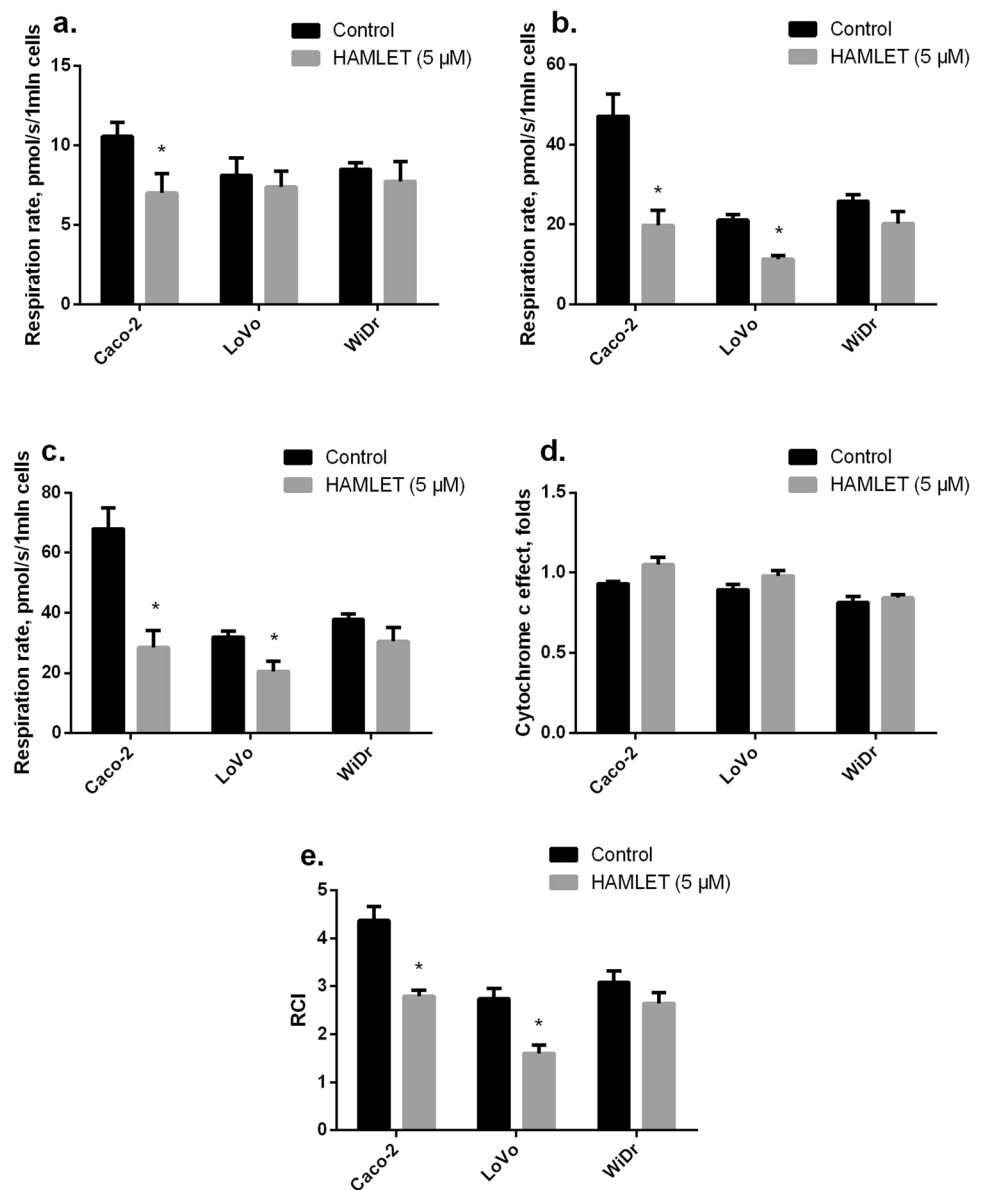 a.
Control
HAMLET (5 µM)
Respiration rate, pmol/s/1mln cells
15
10
5
0
*
Caco-2
LoVo
WiDr
b.
Control
HAMLET (5 µM)
Respiration rate, pmol/s/1mln cells
60
40
20
0
*
*
Caco-2
LoVo
WiDr
c.
Control
HAMLET (5 µM)
Respiration rate, pmol/s/1mln cells
80
60
40
20
0
*
*
Caco-2
LoVo
WiDr
d.
Control
HAMLET (5 µM)
Cytochrome c effect, folds
1.5
1.0
0.5
0.0
Caco-2
LoVo
WiDr
e.
Control
HAMLET (5 µM)
RCI
5
4
3
2
1
0
*
*
Caco-2
LoVo
WiDr